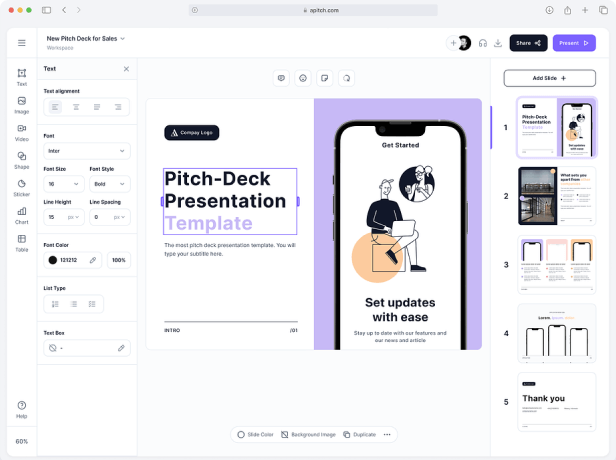 apitch.com
New Pitch Deck for Sales
Workspace
Share
Present
Text
Image
Video
Shape
Sticker
Chart
Table
Help
60%
Text
Text alignment
Font
Inter
Font Size
Font Style
16
Bold
Line Height
Line Spacing
15 px
0 px
Font Color
121212
100%
List Type
Text Box
-
Compay Logo
Pitch-Deck
Presentation
Template
The most pitch deck presentation template. You will
type your subtitle here.
INTRO
/01
Get Started
Set updates
with ease
Stay up to date with our features and
our news and article
Slide Color
Background Image
Duplicate
Add Slide
1
Pitch-Deck
Presentation
Template
Set updates
with ease
2
What sets you
apart from
3
4
5
Thank you